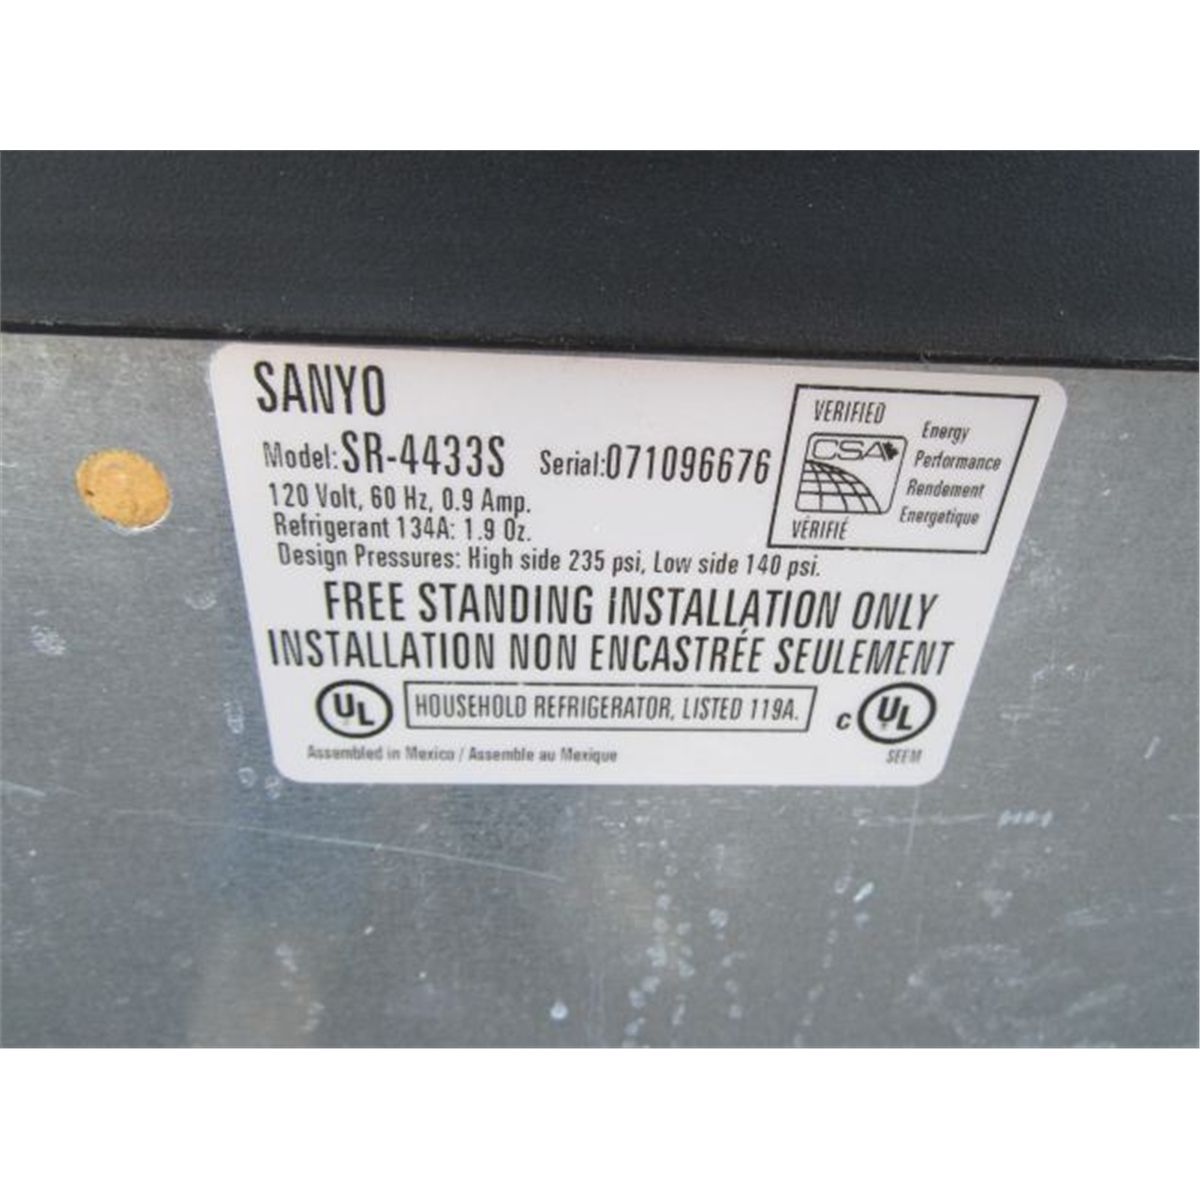 SANYO
Model: SR-4433S Serial:071096676
120 Volt, 60 Hz, 0.9 Amp.
Refrigerant 134A: 1.9 Oz.
Design Pressures: High side 235 psi, Low side 140 psi.
VERIFIED
CSA
VÉRIFIÉ
Energy
Performance
Rendement
Energetique
FREE STANDING INSTALLATION ONLY
INSTALLATION NON ENCASTRÉE SEULEMENT
UL HOUSEHOLD REFRIGERATOR, LISTED 119A. C UL
Assembled in Mexico / Assemble au Mexique SEEM